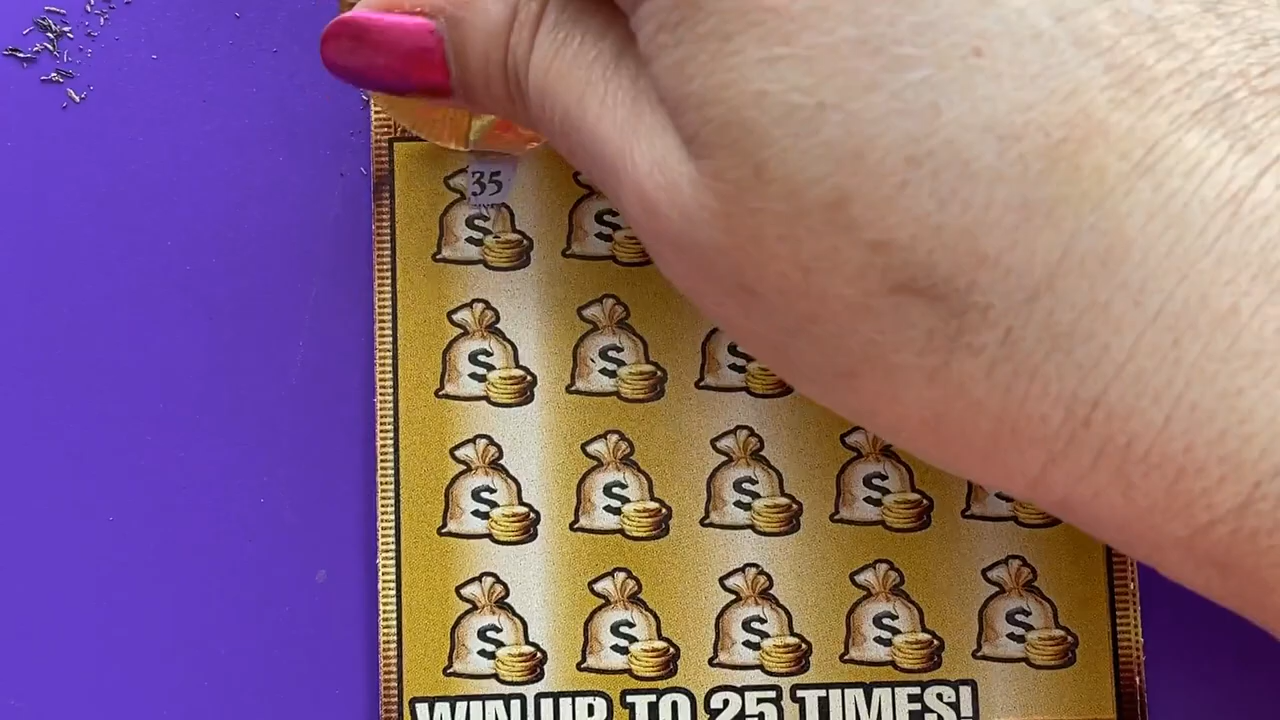 35
$ $
$ $ $
$ $ $ $ $
$ $ $ $ $
WIN UP TO 25 TIMES!